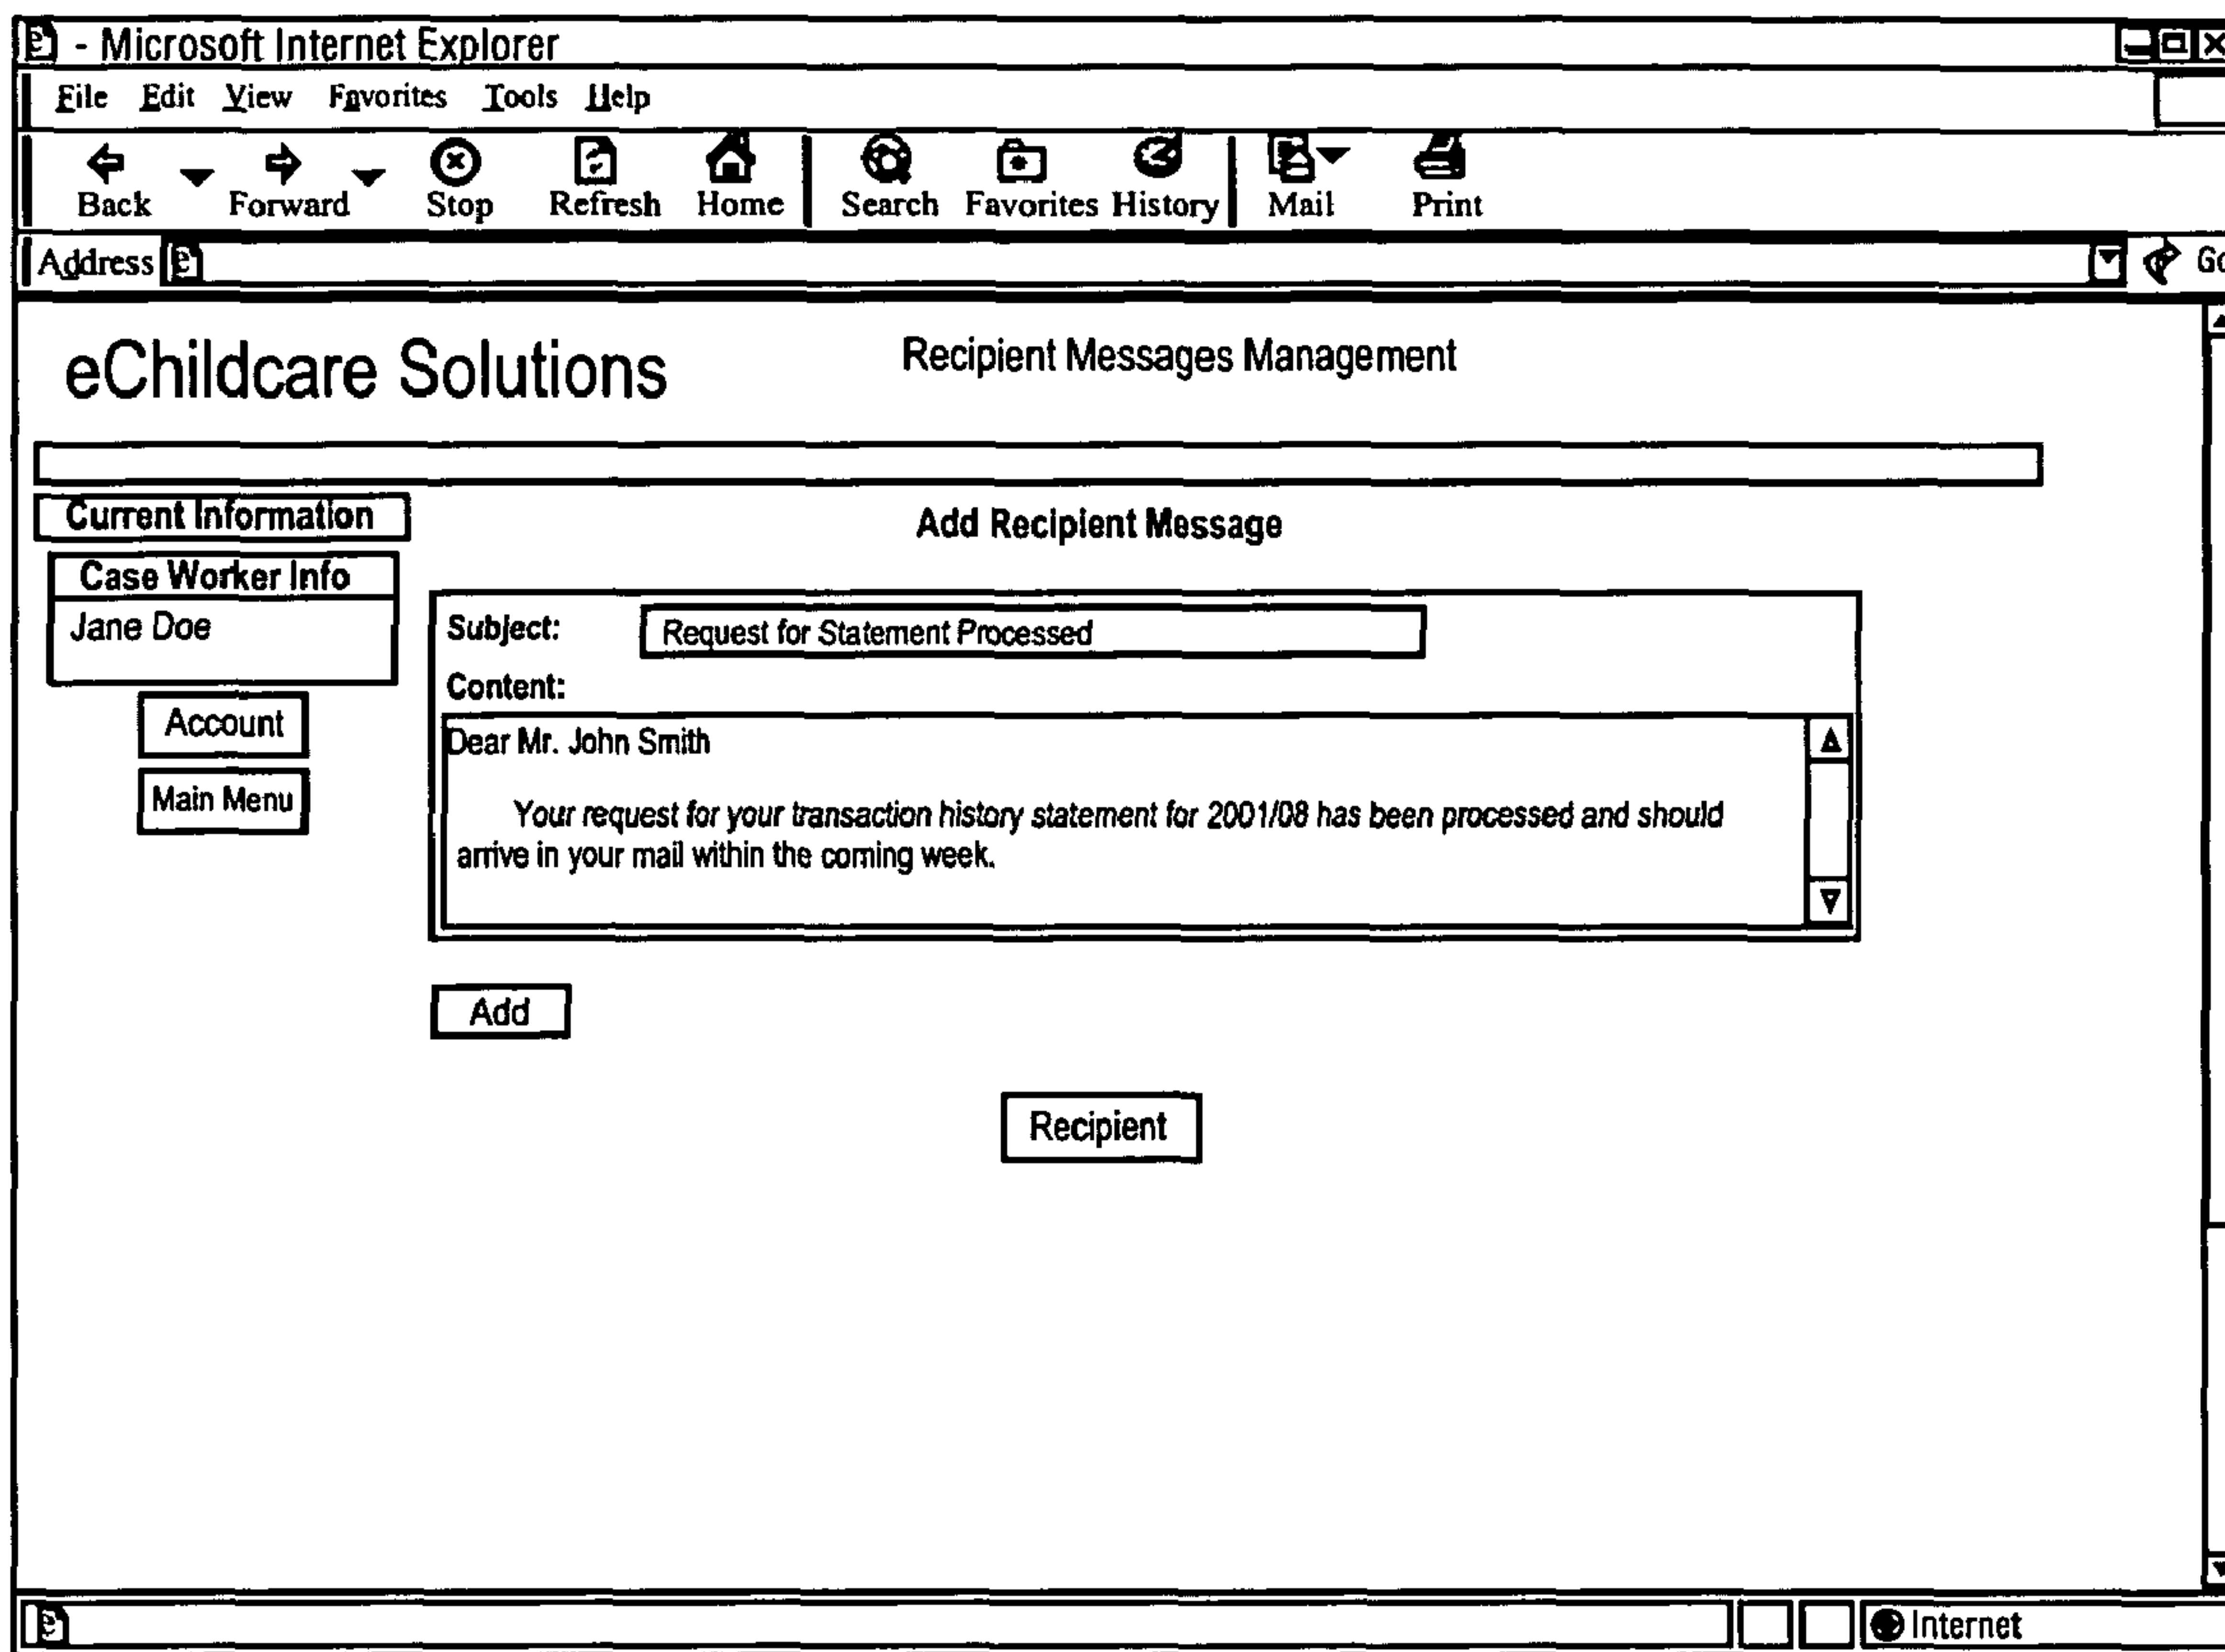 - Microsoft Internet Explorer
File Edit View Favorites Tools Help
Back Forward Stop Refresh Home Search Favorites History Mail Print
Address Go
eChildcare Solutions Recipient Messages Management
Current Information
Add Recipient Message
Case Worker Info
Jane Doe
Subject: Request for Statement Processed
Content:
Account
Main Menu
Dear Mr. John Smith
Your request for your transaction history statement for 2001/08 has been processed and should
arrive in your mail within the coming week.
Add
Recipient
Internet